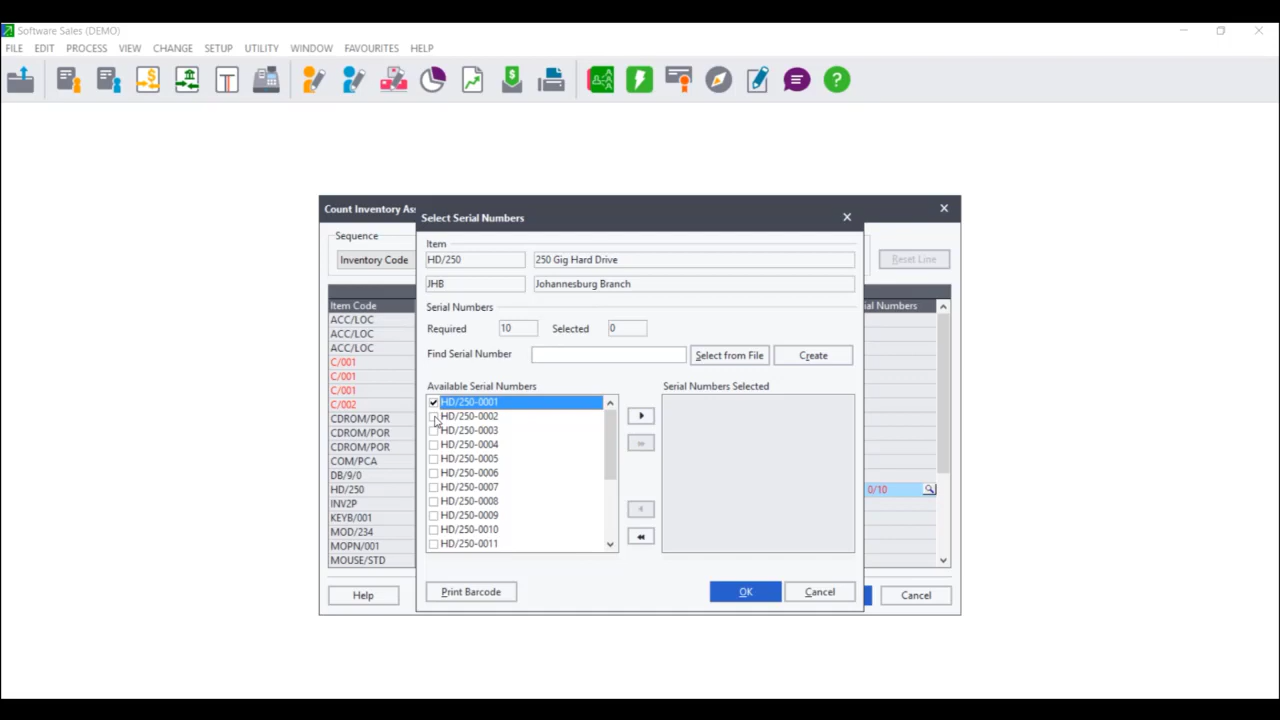 Software Sales (DEMO)
FILE EDIT PROCESS VIEW CHANGE SETUP UTILITY WINDOW FAVOURITES HELP
Count Inventory Ass
Select Serial Numbers
Sequence
Inventory Code
Reset Line
Item
HD/250 250 Gig Hard Drive
JHB Johannesburg Branch
Serial Numbers
Required 10 Selected 0
Find Serial Number Select from File Create
Available Serial Numbers Serial Numbers Selected
HD/250-0001
HD/250-0002
HD/250-0003
HD/250-0004
HD/250-0005
HD/250-0006
HD/250-0007
HD/250-0008
HD/250-0009
HD/250-0010
HD/250-0011
Print Barcode OK Cancel
Item Code ial Numbers
ACC/LOC
ACC/LOC
ACC/LOC
C/001
C/001
C/001
C/002
CDROM/POR
CDROM/POR
CDROM/POR
COM/PCA
DB/9/0
HD/250 0/10
INV2P
KEYB/001
MOD/234
MOPN/001
MOUSE/STD
Help Cancel